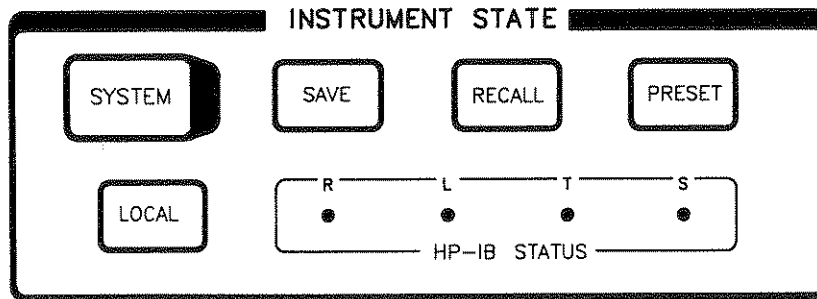 INSTRUMENT STATE
SYSTEM SAVE RECALL PRESET
LOCAL R L T S
HP-IB STATUS